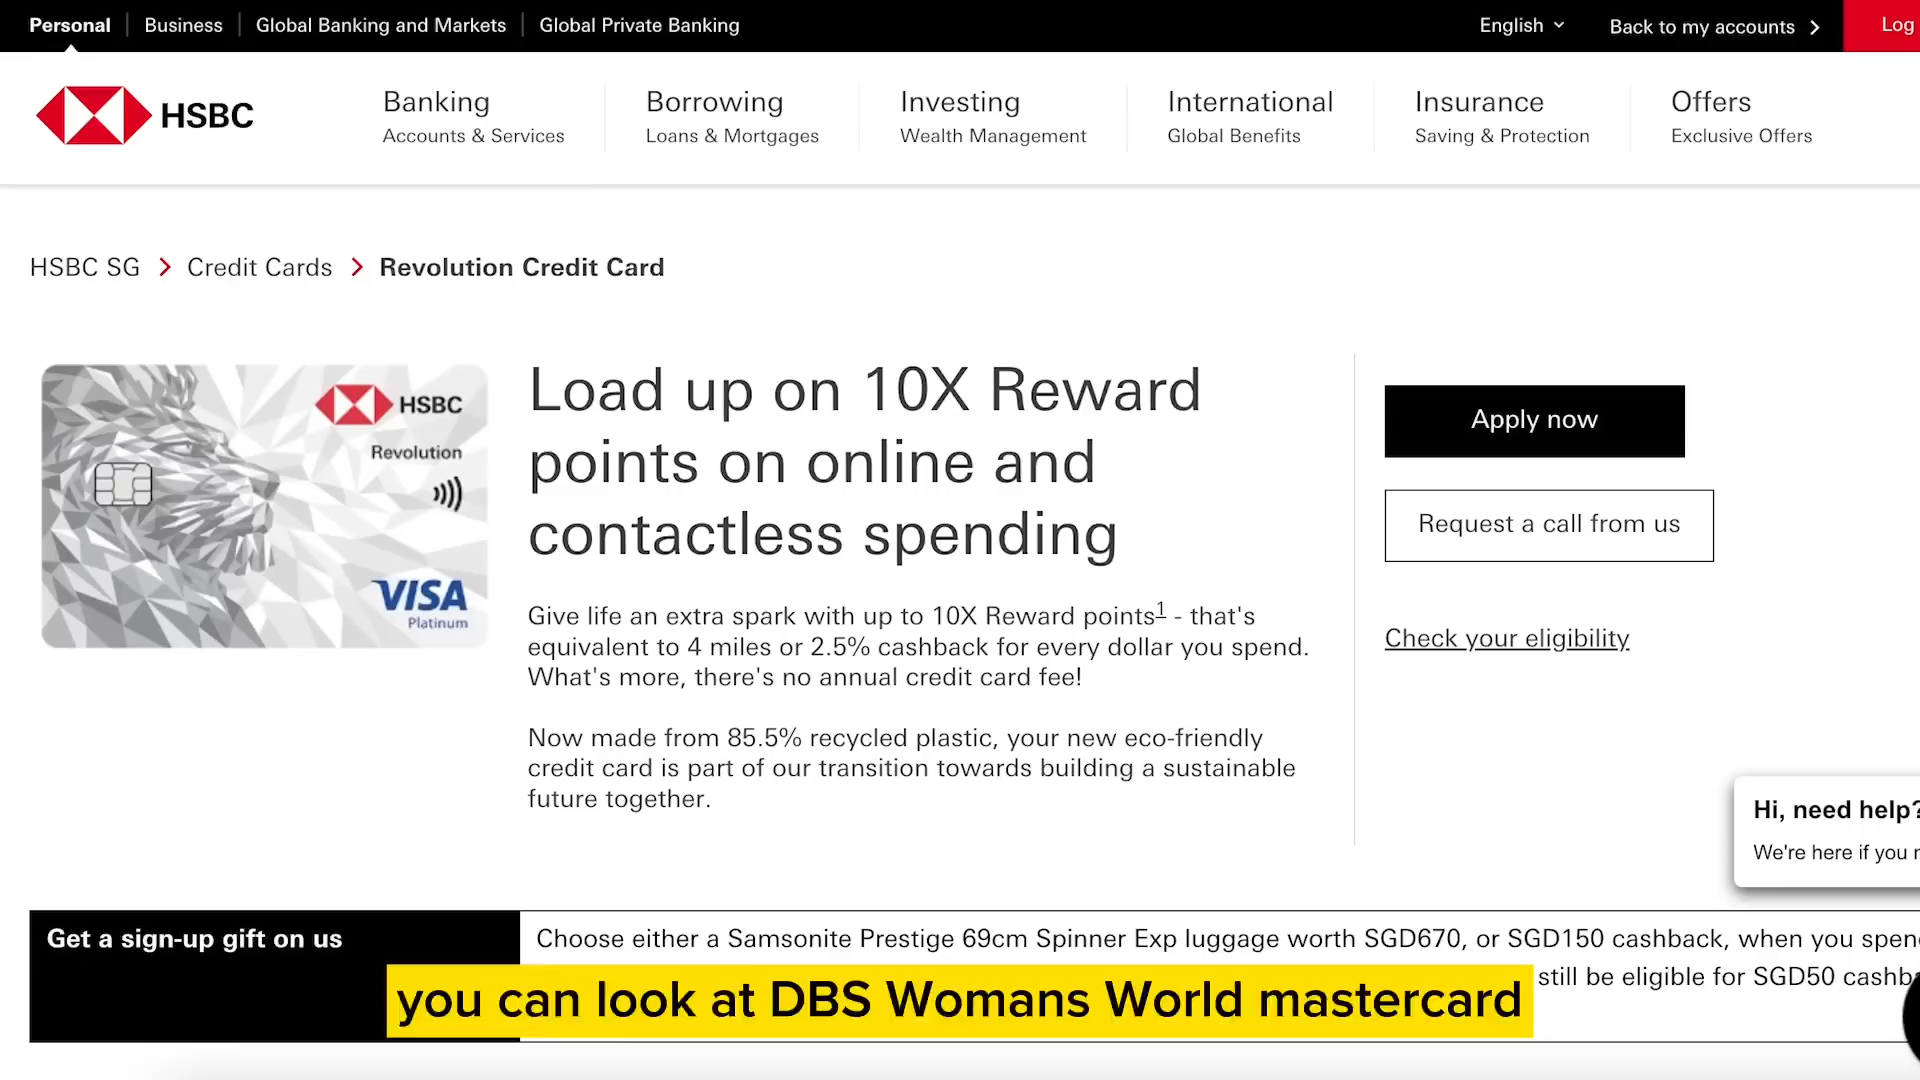 Personal
Business
Global Banking and Markets
Global Private Banking
English
Back to my accounts
Log
HSBC
Banking
Accounts & Services
Borrowing
Loans & Mortgages
Investing
Wealth Management
International
Global Benefits
Insurance
Saving & Protection
Offers
Exclusive Offers
HSBC SG
Credit Cards
Revolution Credit Card
HSBC
Revolution
VISA
Platinum
Load up on 10X Reward
points on online and
contactless spending
Give life an extra spark with up to 10X Reward points1 - that's
equivalent to 4 miles or 2.5% cashback for every dollar you spend.
What's more, there's no annual credit card fee!
Now made from 85.5% recycled plastic, your new eco-friendly
credit card is part of our transition towards building a sustainable
future together.
Apply now
Request a call from us
Check your eligibility
Hi, need help?
We're here if you
Get a sign-up gift on us
Choose either a Samsonite Prestige 69cm Spinner Exp luggage worth SGD670, or SGD150 cashback, when you
still be eligible for SGD50
you can look at DBS Womans World mastercard